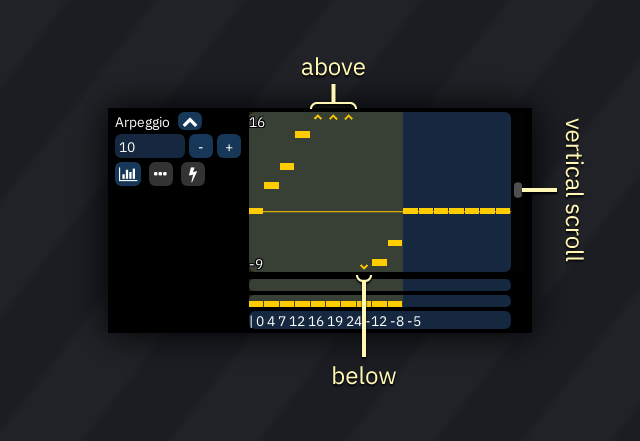 above
Arpeggio
16
10
-
+
-9
| 0 4 7 12 16 19 24 -12 -8 -5
below
vertical scroll